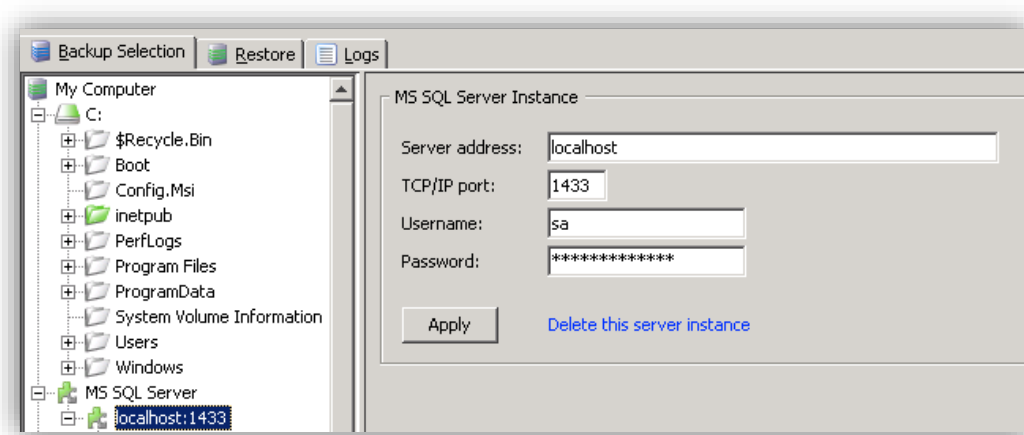 Backup Selection Restore Logs
My Computer
C:
$Recycle.Bin
Boot
Config.Msi
inetpub
PerfLogs
Program Files
ProgramData
System Volume Information
Users
Windows
MS SQL Server
localhost:1433
MS SQL Server Instance
Server address: localhost
TCP/IP port: 1433
Username: sa
Password: *************
Apply Delete this server instance